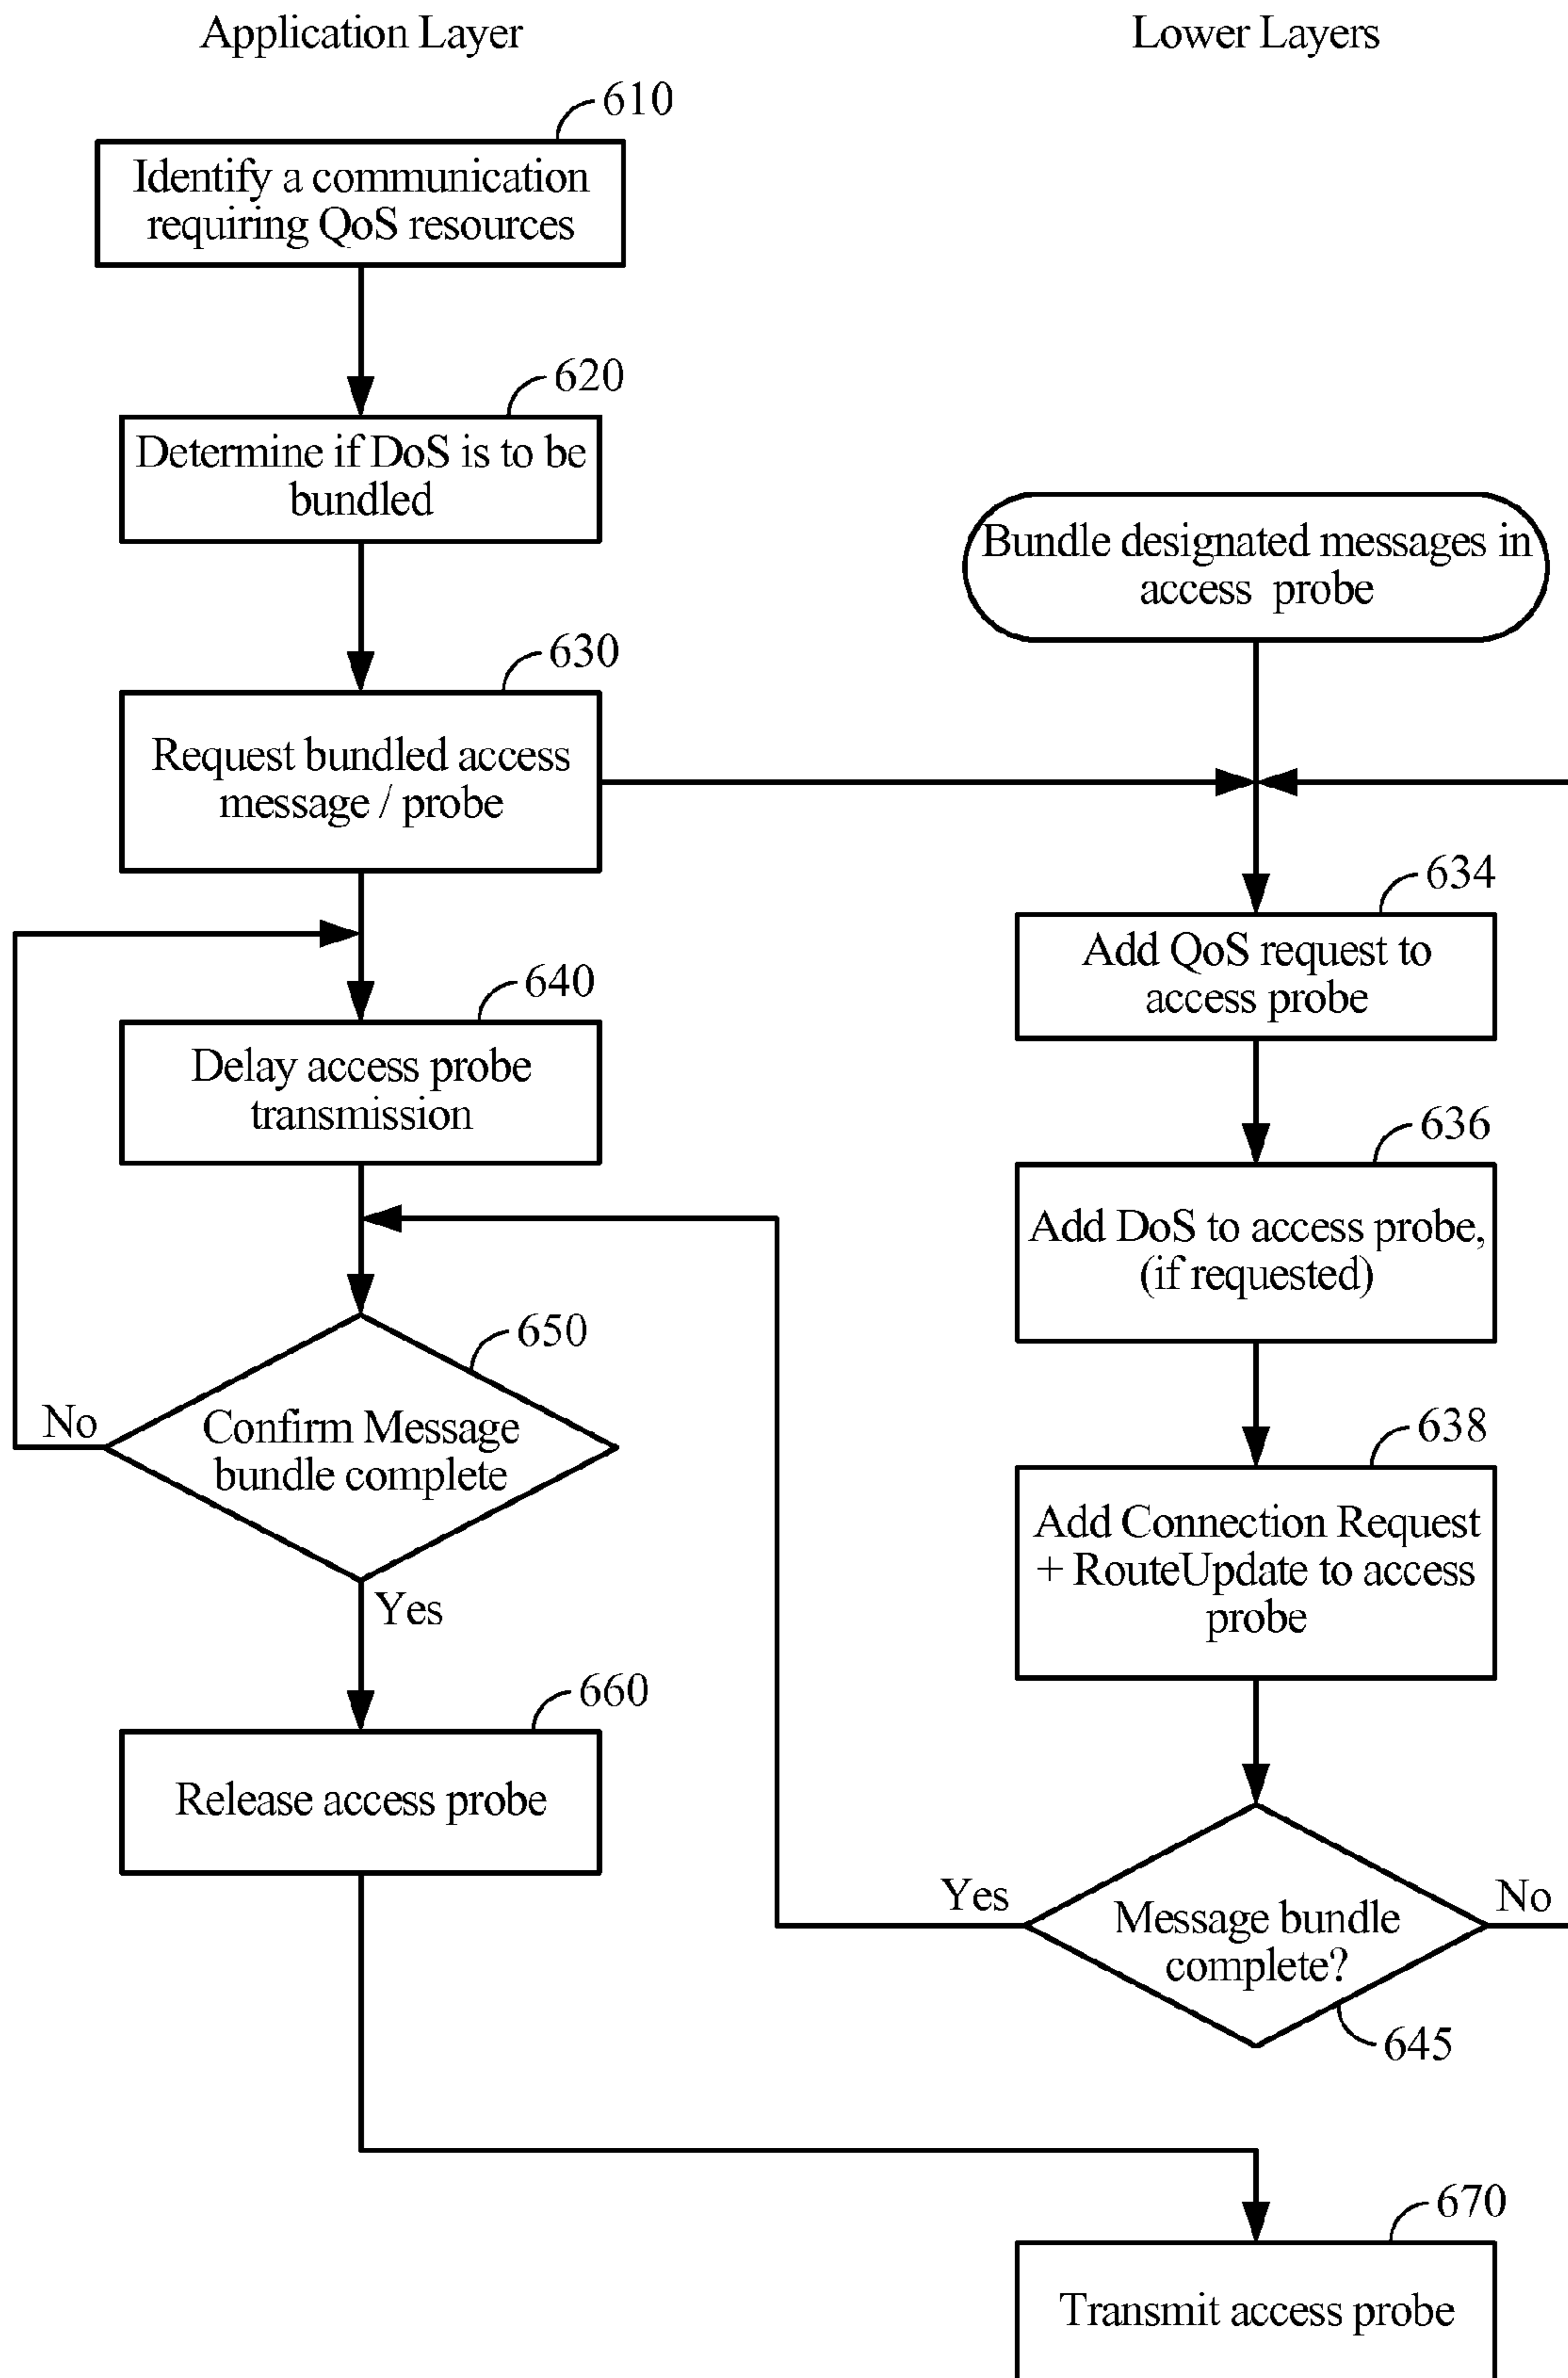 Application Layer
Lower Layers
610
Identify a communication
requiring QoS resources
620
Determine if DoS is to be
bundled
Bundle designated messages in
access probe
630
Request bundled access
message / probe
634
Add QoS request to
access probe
640
Delay access probe
transmission
636
Add DoS to access probe,
(if requested)
650
Confirm Message
bundle complete
No
Yes
638
Add Connection Request
+ RouteUpdate to access
probe
660
Release access probe
Yes
No
Message bundle
complete?
645
670
Transmit access probe